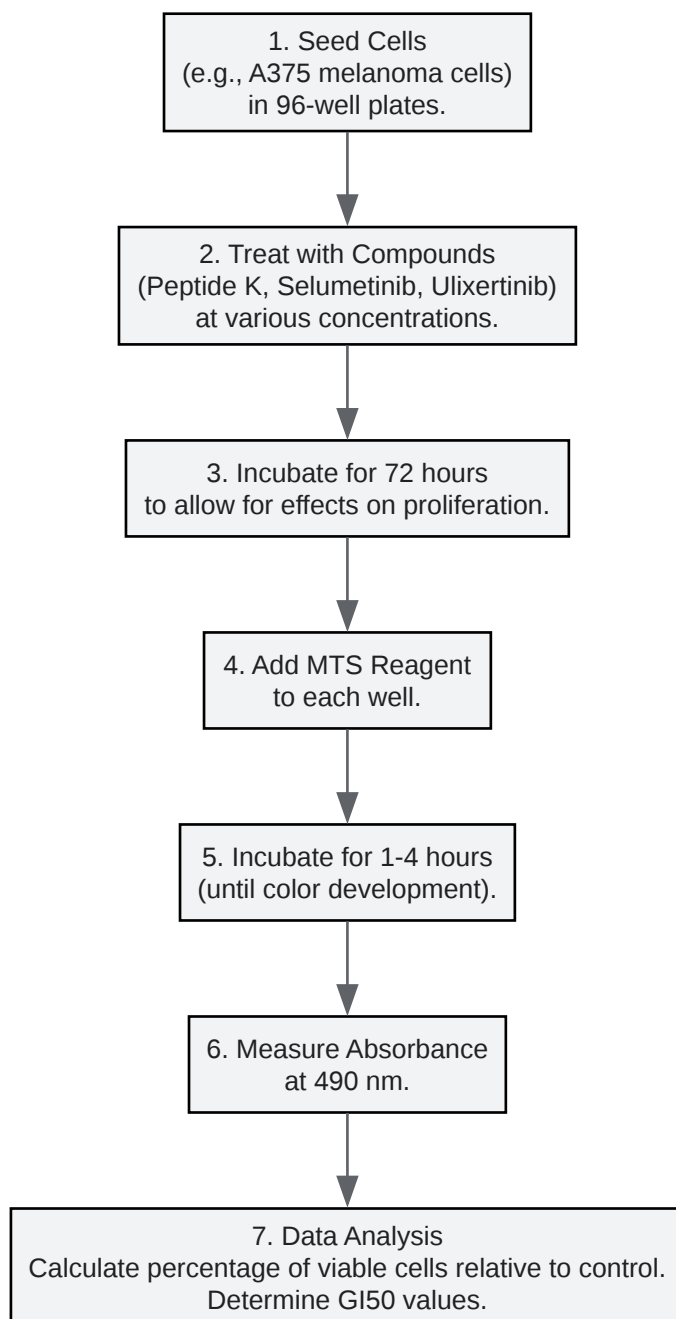 1. Seed Cells
(e.g., A375 melanoma cells)
in 96-well plates.
2. Treat with Compounds
(Peptide K, Selumetinib, Ulixertinib)
at various concentrations.
3. Incubate for 72 hours
to allow for effects on proliferation.
4. Add MTS Reagent
to each well.
5. Incubate for 1-4 hours
(until color development).
6. Measure Absorbance
at 490 nm.
7. Data Analysis
Calculate percentage of viable cells relative to control.
Determine GI50 values.